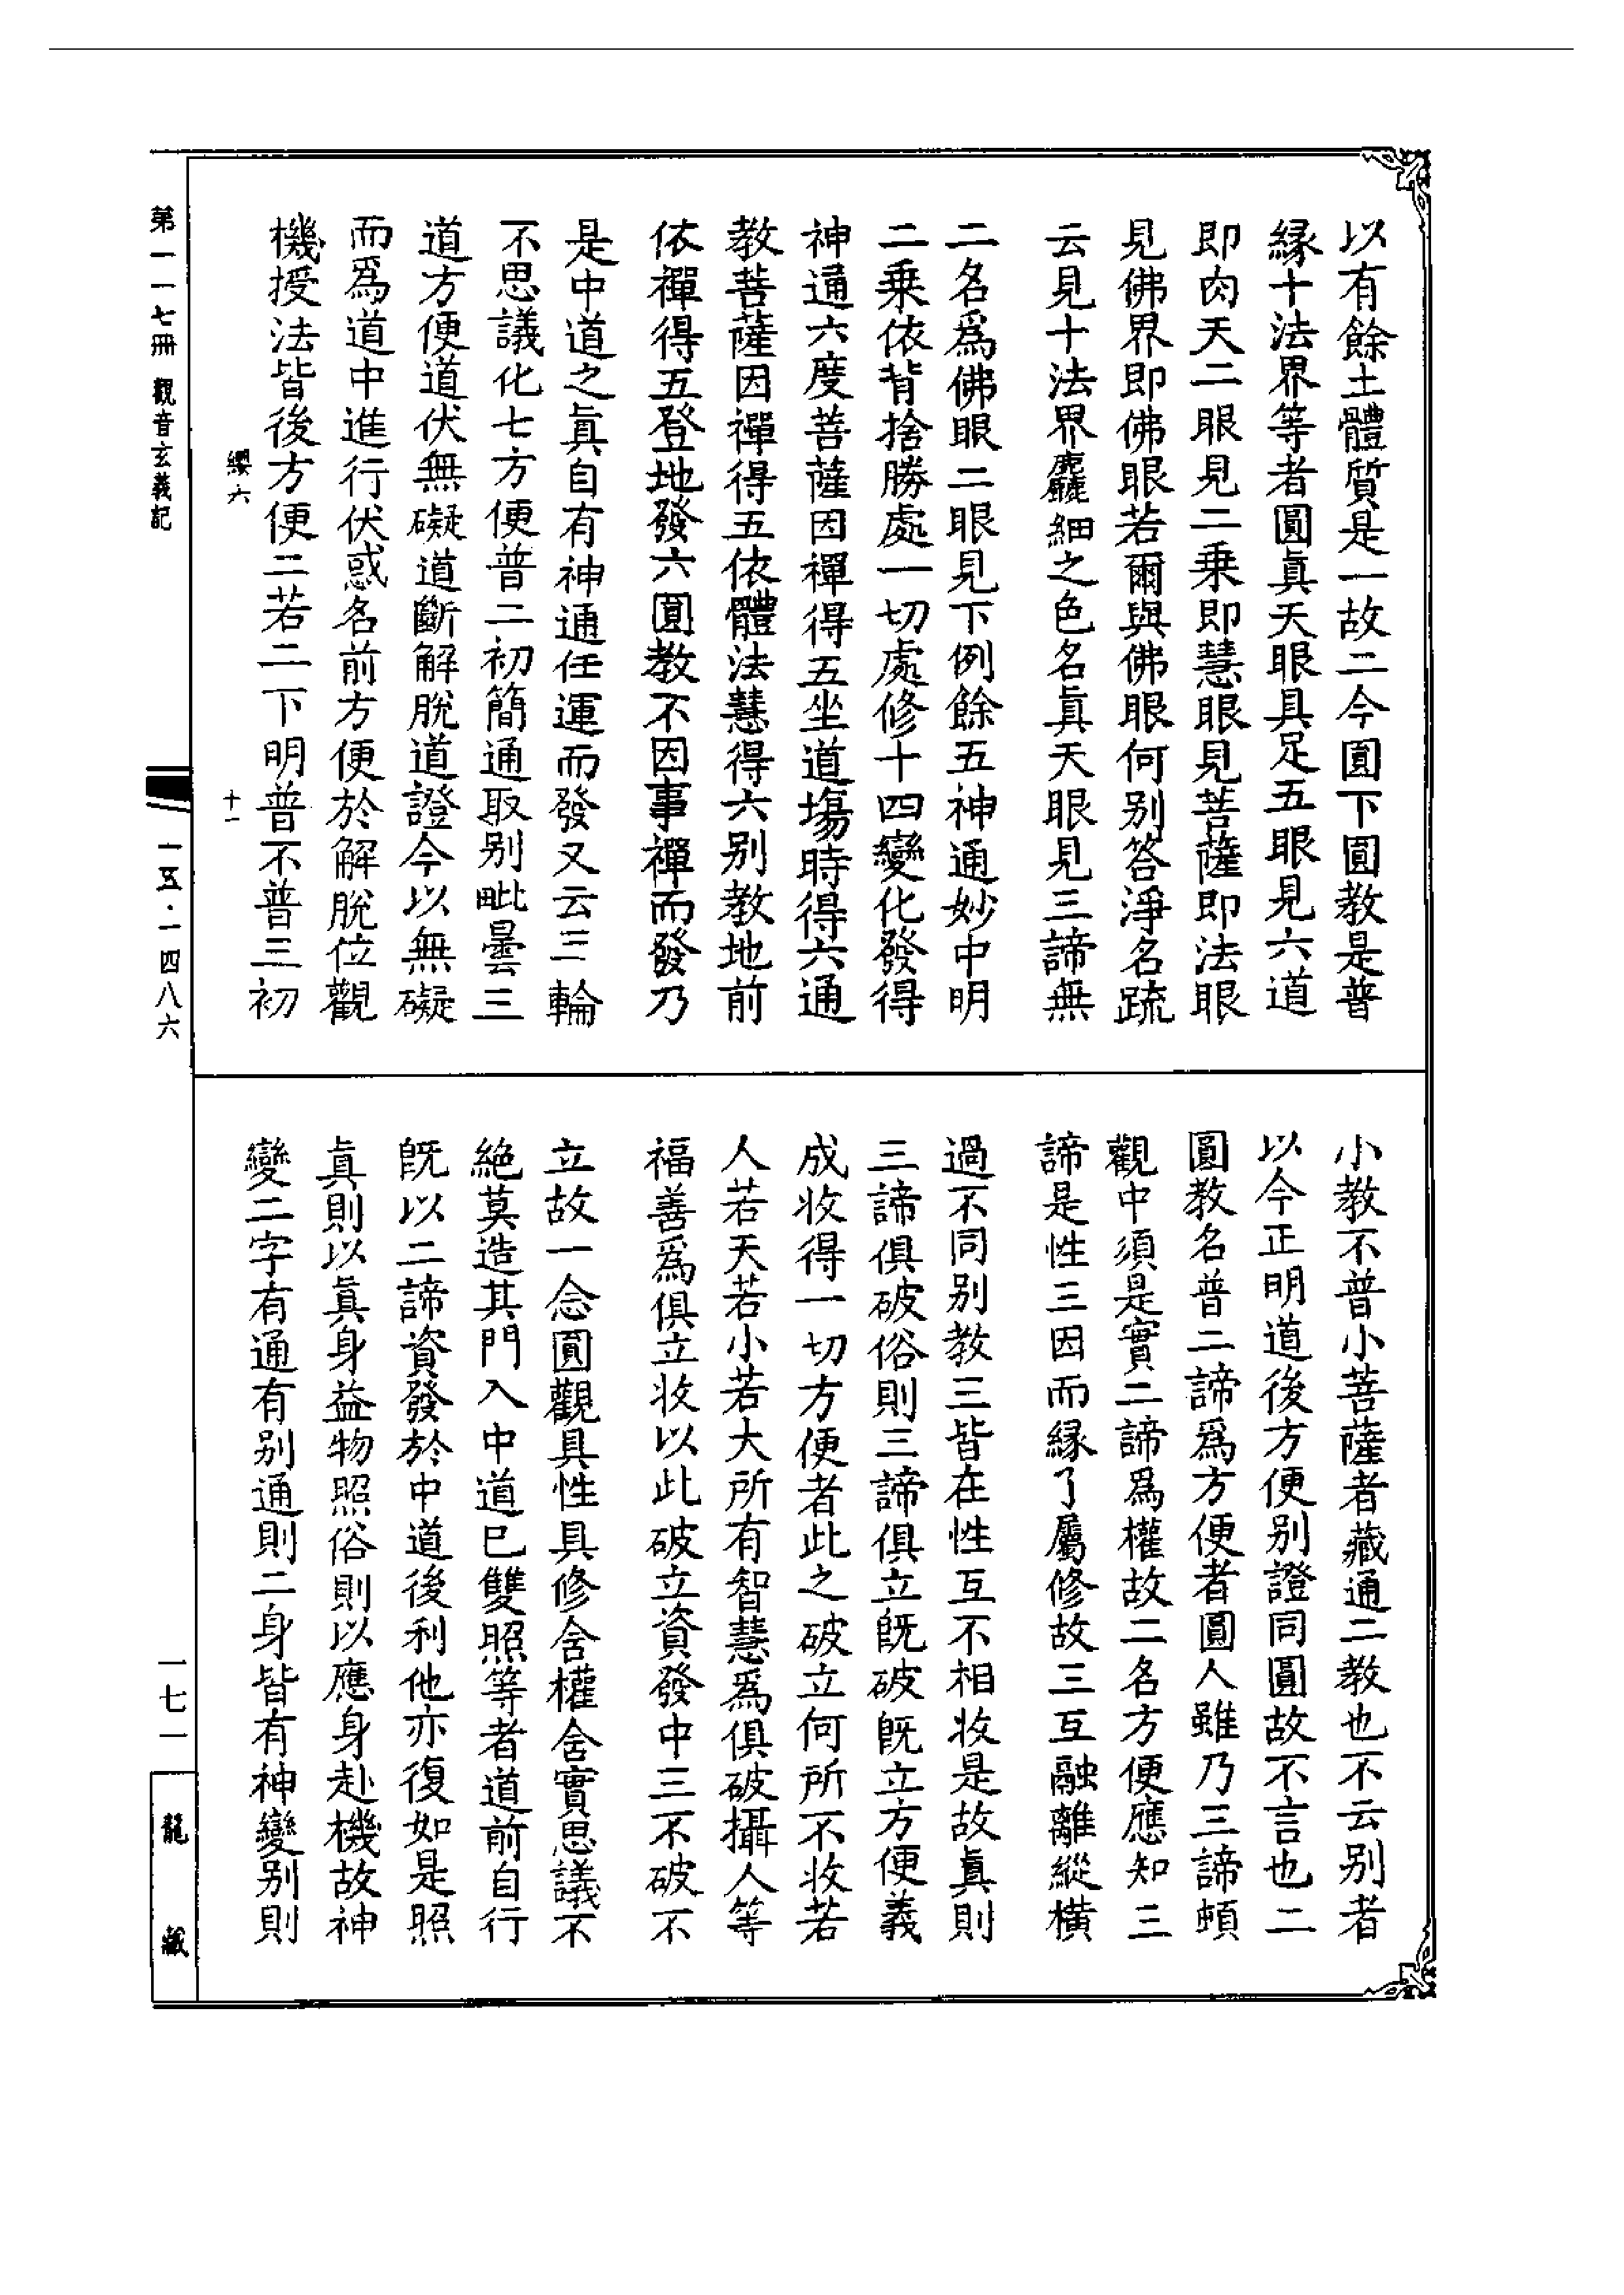 以有餘土體質是一故二今圓下圓教是普
縁十法界等者圓眞天眼具足五眼見六道
即肉天二眼見二乗即慧眼見菩薩即法眼
見佛界即佛眼若爾與佛眼何别答淨名疏
云見十法界麤細之色名眞天眼見三諦無
二名爲佛眼二眼見下例餘五神通妙中明
二乗依背捨勝處一切處修十四變化發得
神通六度菩薩因禪得五坐道塲時得六通
教菩薩因禪得五依體法慧得六别教地前
依禪得五登地發六圓教不因事禪而發乃
是中道之眞自有神通任運而發又云三輪
不思議化七方便普二初簡通取别毗曇三
道方便道伏無礙道斷解脫道證今以無礙
而爲道中進行伏惑名前方便於解脫位觀
機授法皆後方便三若二下明普不普三初
纓六
十一
小教不普小菩薩者藏通二教也不云别者
以今正明道後方便别證同圓故不言也二
圓教名普二諦爲方便者圓人雖乃三諦頓
觀中須是實二諦爲權故二名方便應知三
諦是性三因而縁了屬修故三互融離縱橫
過不同别教三皆在性互不相收是故眞則
三諦俱破俗則三諦俱立旣破旣立方便義
成收得一切方便者此之破立何所不收若
人若天若小若大所有智慧爲俱破攝人等
福善爲俱立收以此破立資發中三不破不
立故一念圓觀具性具修含權含實思議不
絶莫造其門入中道已雙照等者道前自行
旣以二諦資發於中道後利他亦復如是照
眞則以眞身益物照俗則以應身赴機故神
變二字有通有别通則二身皆有神變别則
第一一七冊 觀音玄義記
一五·一四八六
一七一
龍藏